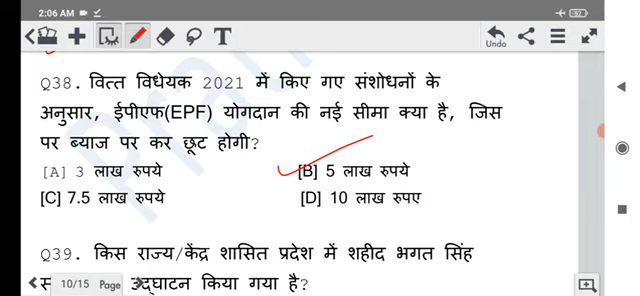 2:06 AM
92
Undo
Q38. वित्त विधेयक 2021 में किए गए संशोधनों के
अनुसार, ईपीएफ(EPF) योगदान की नई सीमा क्या है, जिस
पर ब्याज पर कर छूट होगी?
[A] 3 लाख रुपये [B] 5 लाख रुपये
[C] 7.5 लाख रुपये [D] 10 लाख रुपए
Q39. किस राज्य/केंद्र शासित प्रदेश में शहीद भगत सिंह
उद्घाटन किया गया है?
10/15 Page